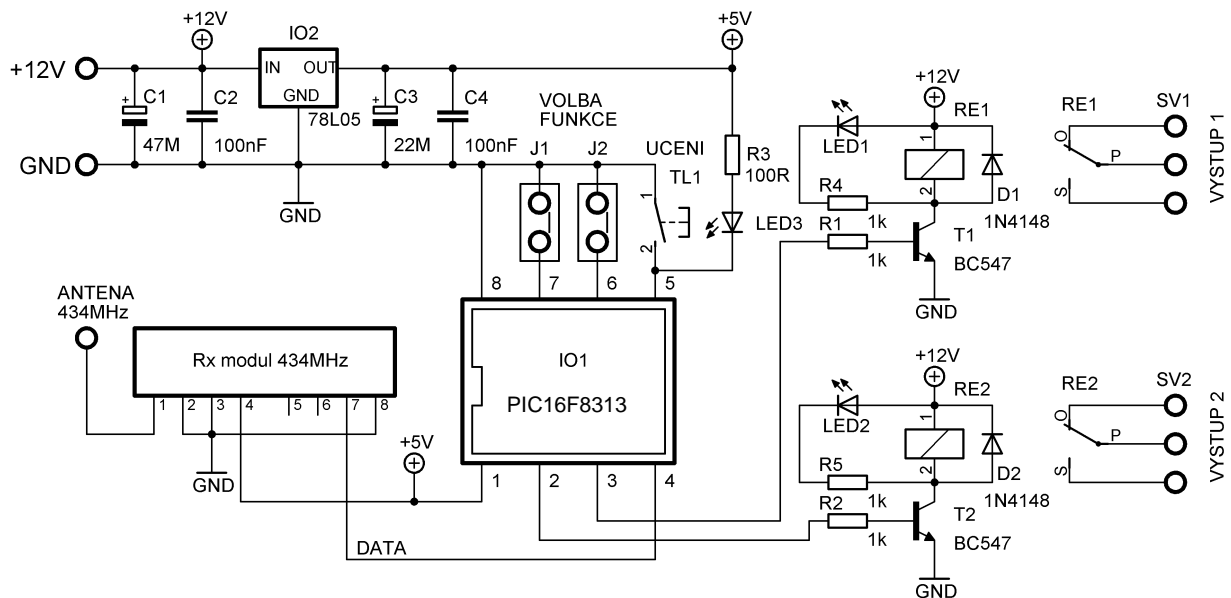 +12V
+5V
IO2
+12V
IN OUT
GND
78L05
+ C1
47M
C2
100nF
+ C3
22M
C4
100nF
GND
GND
VOLBA
FUNKCE
J1 J2
UCENI
TL1
1
2
R3
100R
LED3
+12V
RE1
LED1
1
2
R4
1k
R1
1k
D1
1N4148
T1
BC547
GND
RE1
SV1
O
P
S
VYSTUP 1
ANTENA
434MHz
Rx modul 434MHz
1 2 3 4 5 6 7 8
GND
+5V
DATA
8 7 6 5
IO1
PIC16F8313
1 2 3 4
+12V
RE2
LED2
1
2
R5
1k
R2
1k
D2
1N4148
T2
BC547
GND
RE2
SV2
O
P
S
VYSTUP 2